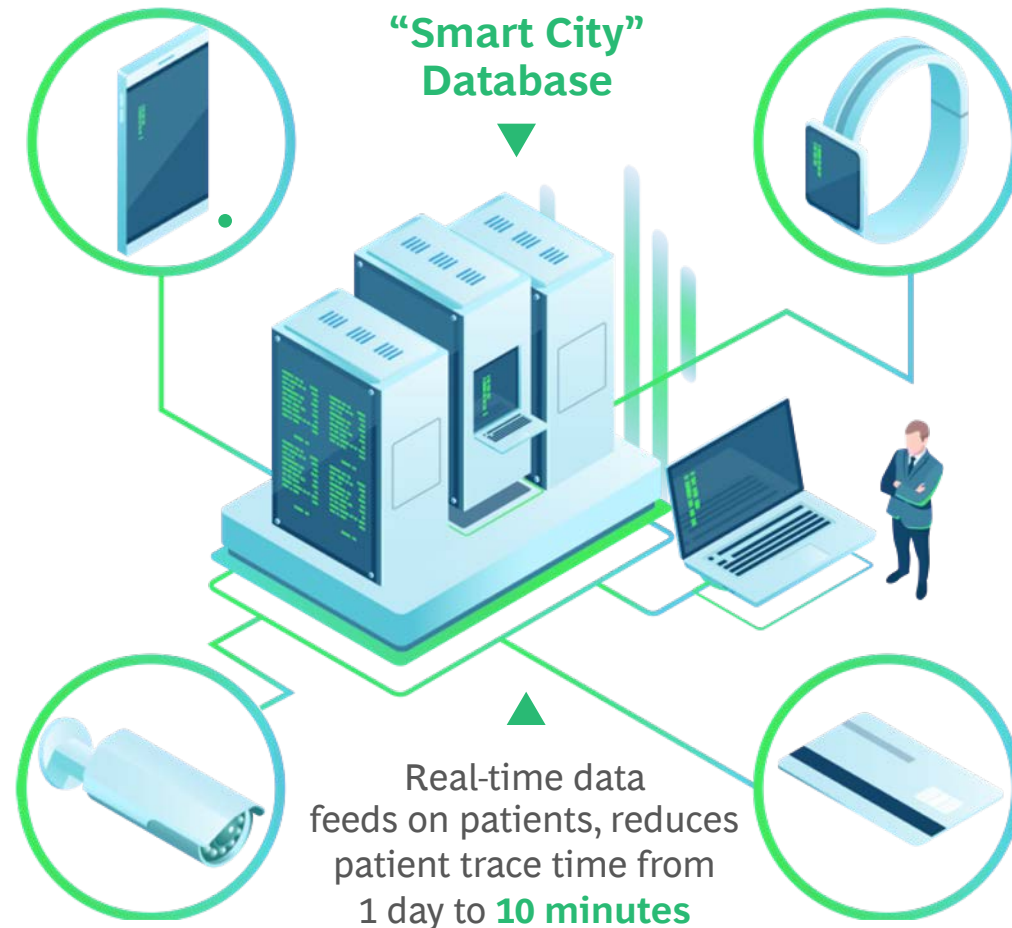 “Smart City”
Database
Real-time data
feeds on patients, reduces
patient trace time from
1 day to 10 minutes